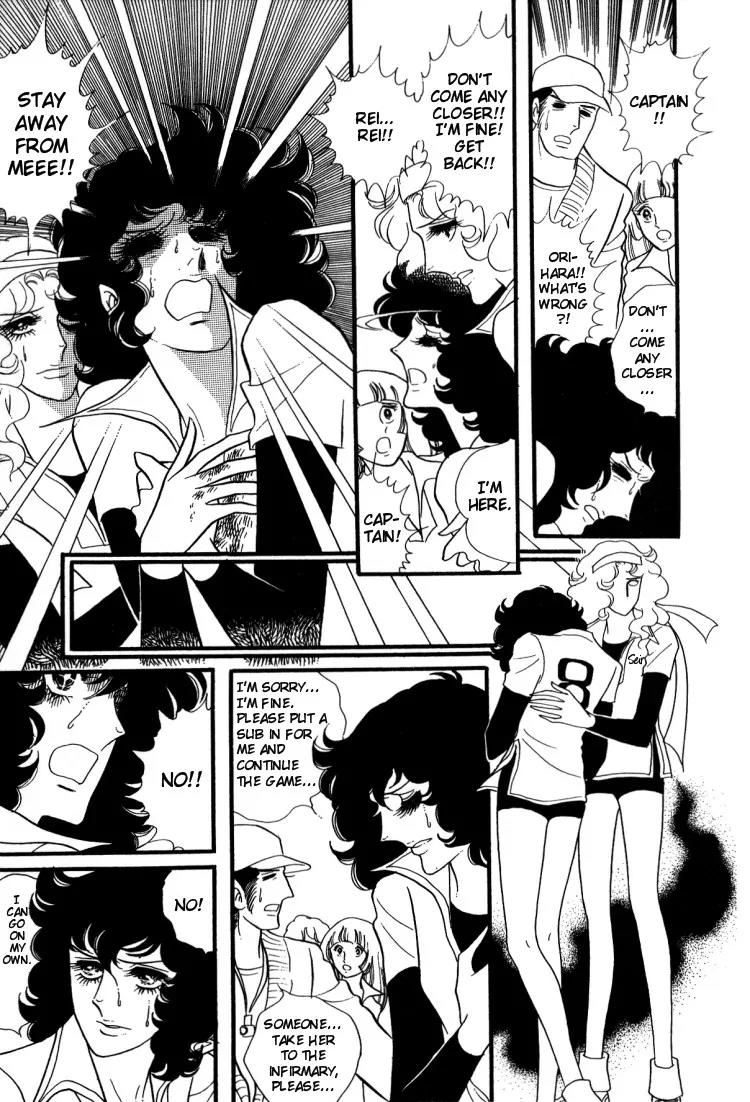 CAPTAIN
!!
ORI-
HARA!!
WHAT'S
WRONG
?!
DON'T
...
COME
ANY
CLOSER
...
DON'T
COME ANY
CLOSER!!
I'M FINE!
GET
BACK!!
REI...
REI!!
I'M
HERE.
CAP-
TAIN!
STAY
AWAY
FROM
MEEE!!
8
I'M SORRY...
I'M FINE.
PLEASE PUT A
SUB IN FOR
ME AND
CONTINUE
THE GAME...
SOMEONE...
TAKE HER
TO THE
INFIRMARY,
PLEASE...
NO!!
NO!
I
CAN
GO
ON
MY
OWN.